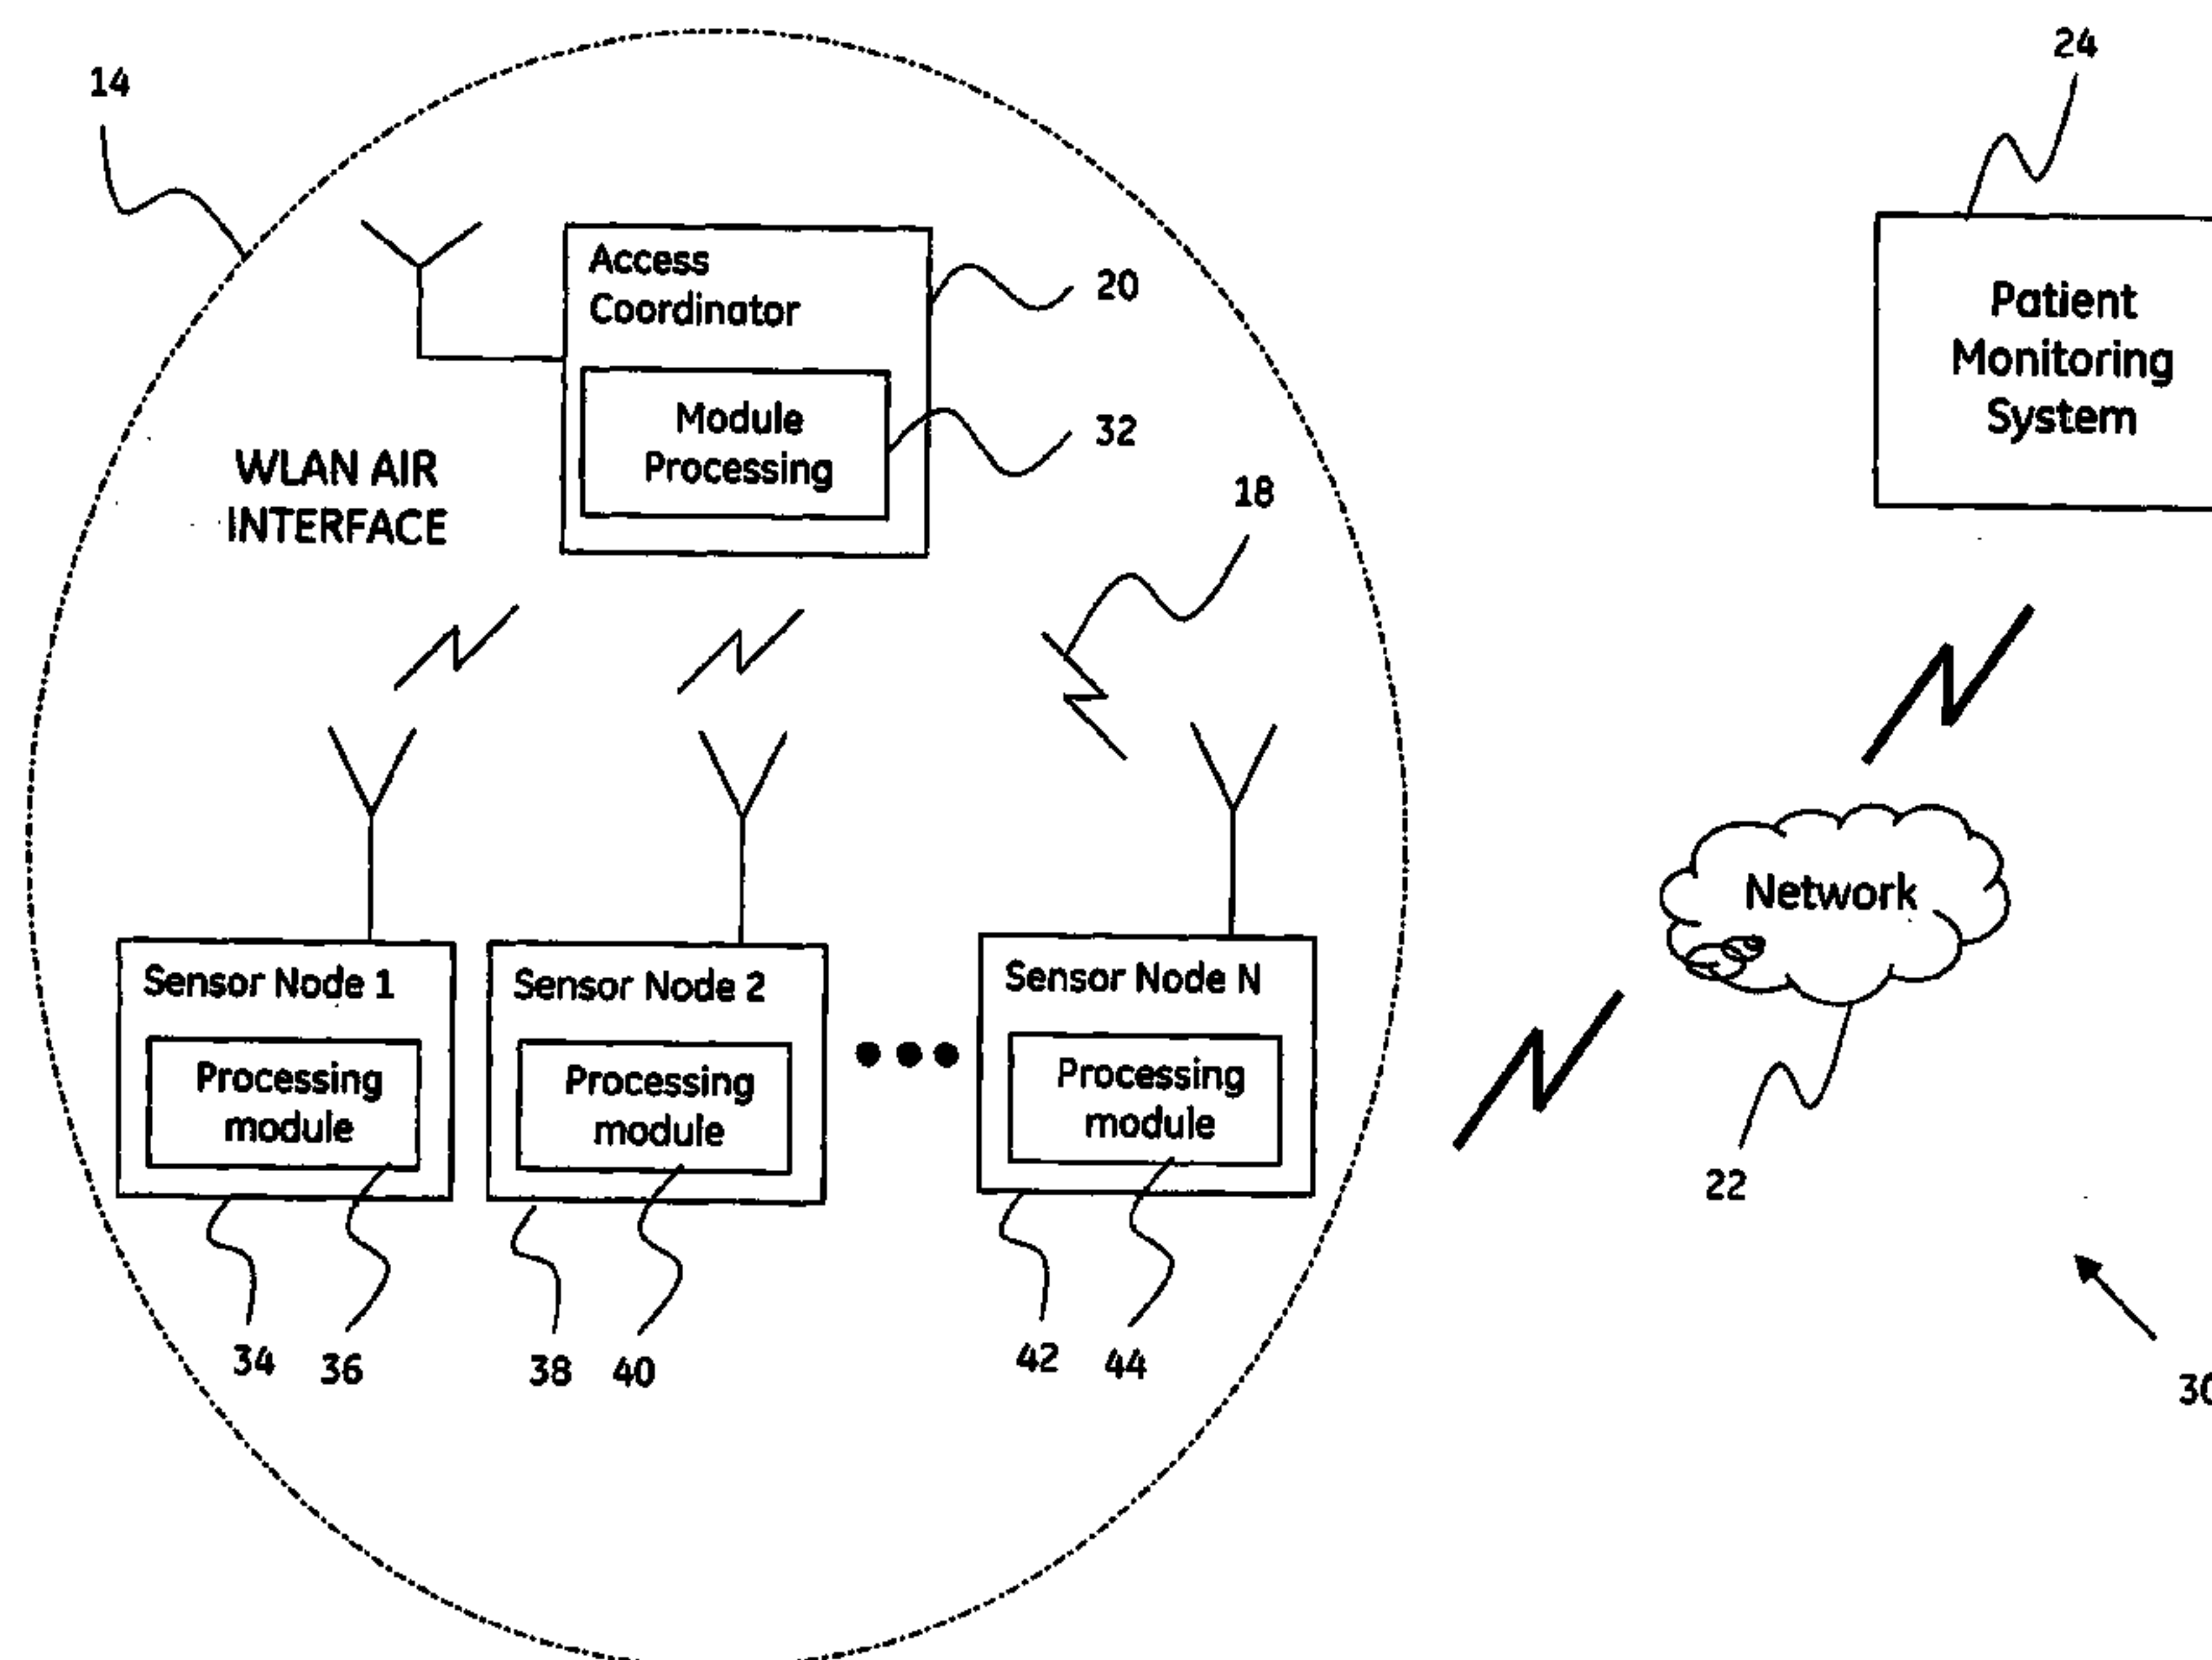 14
24
Access
Coordinator
20
Module
Processing
32
Patient
Monitoring
System
WLAN AIR
INTERFACE
18
Network
Sensor Node 1
Processing
module
Sensor Node 2
Processing
module
Sensor Node N
Processing
module
22
34
36
38
40
42
44
30